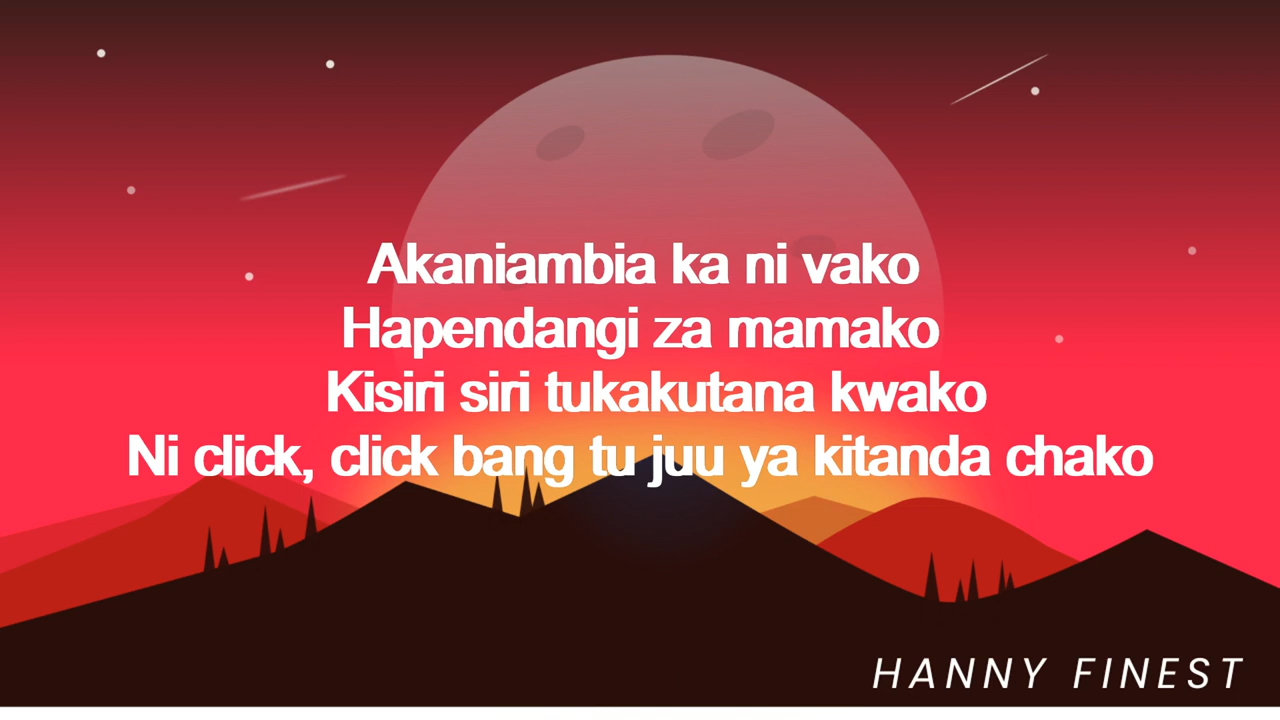 Akaniambia ka ni vako
Hapendangi za mamako
Kisiri siri tukakutana kwako
Ni click, click bang tu juu ya kitanda chako
HANNY FINEST